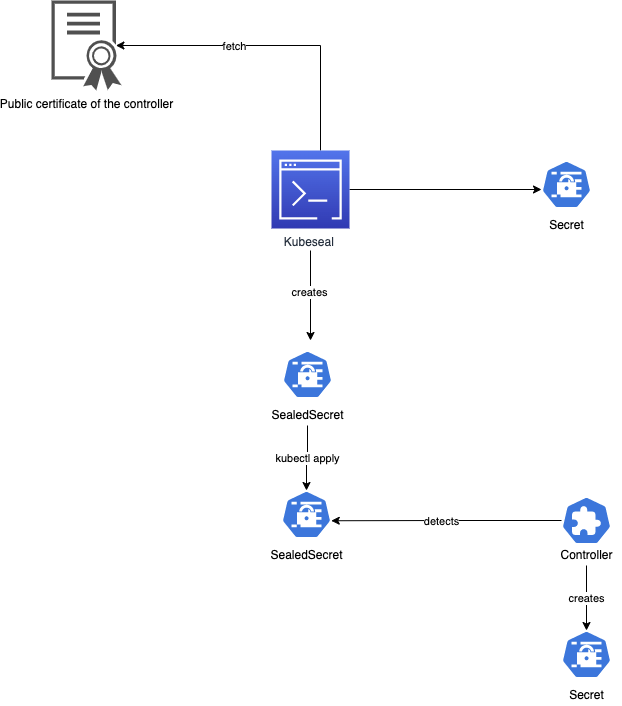 fetch
Public certificate of the controller
Secret
Kubeseal
creates
SealedSecret
kubectl apply
detects
SealedSecret
Controller
creates
Secret